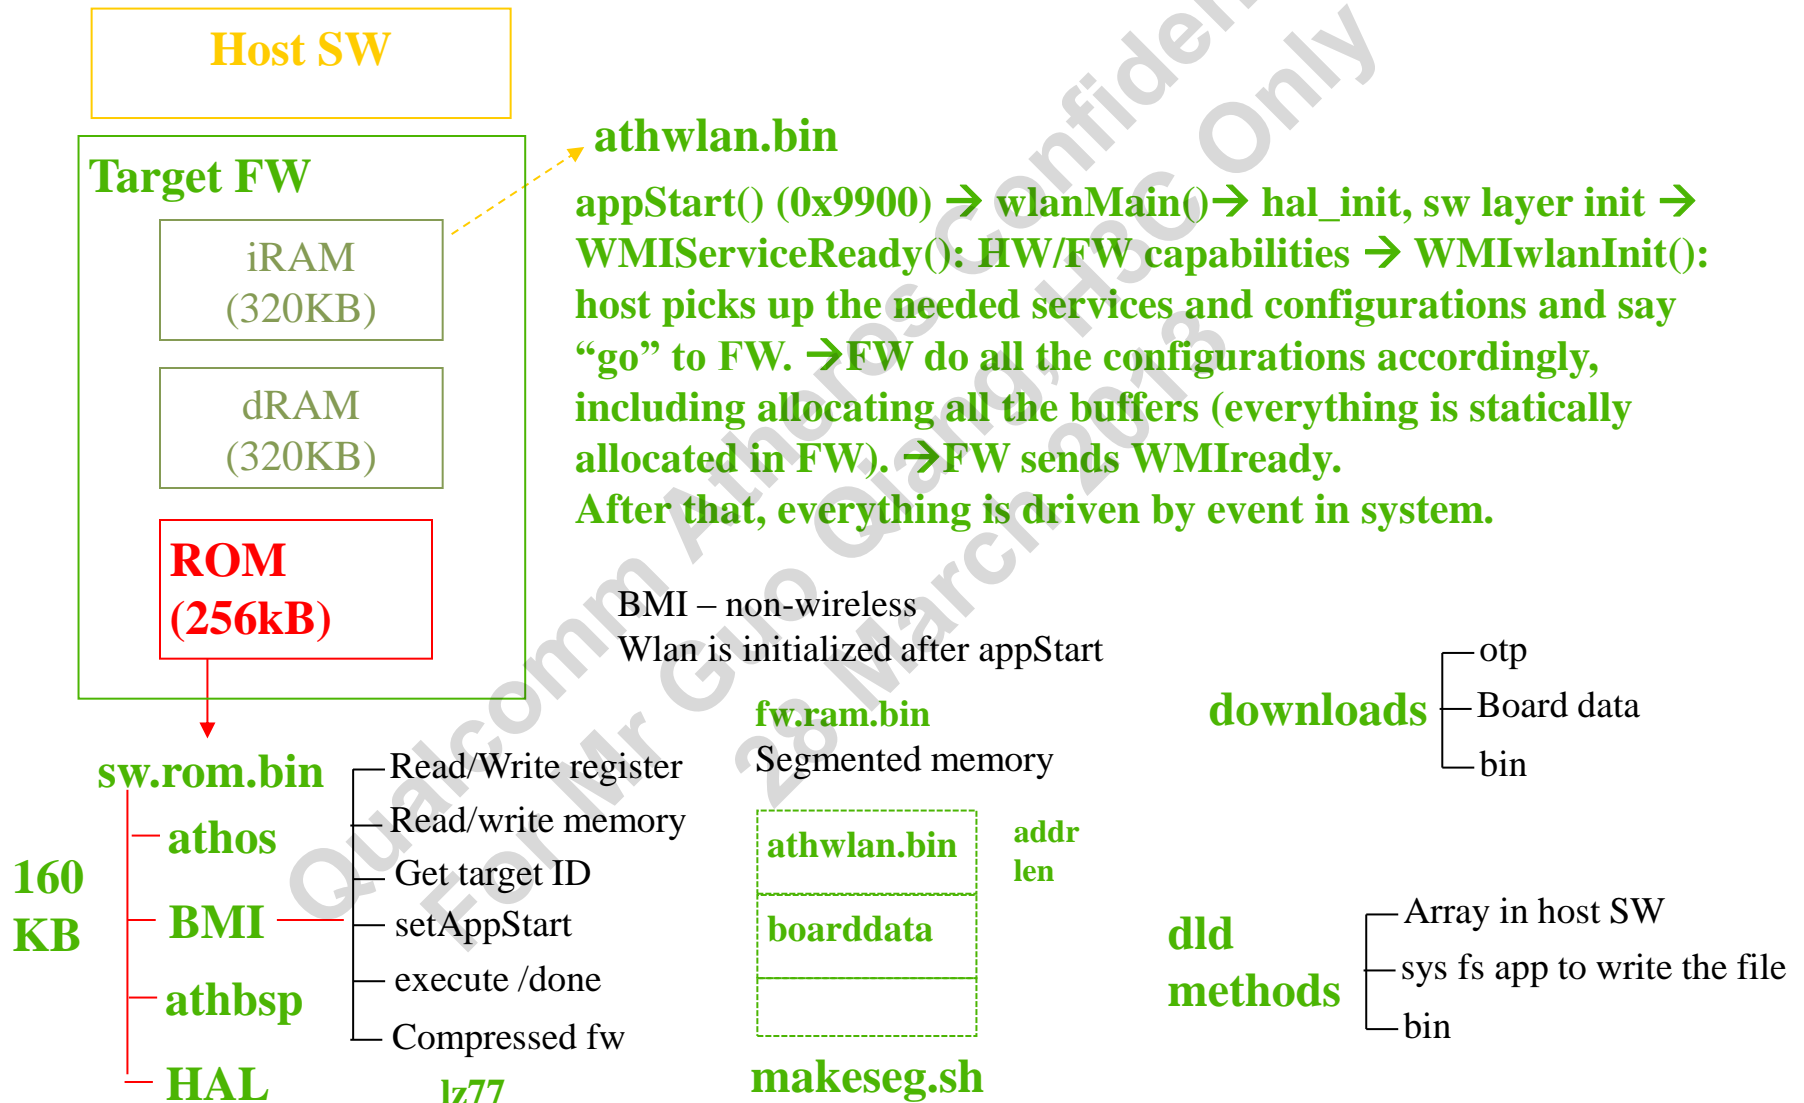 Host SW
Target FW
iRAM
(320KB)
dRAM
(320KB)
ROM
(256kB)
athwlan.bin
appStart() (0x9900) → wlanMain()→ hal_init, sw layer init →
WMIServiceReady(): HW/FW capabilities → WMIwlanInit():
host picks up the needed services and configurations and say
“go” to FW. →FW do all the configurations accordingly,
including allocating all the buffers (everything is statically
allocated in FW). →FW sends WMIready.
After that, everything is driven by event in system.
BMI – non-wireless
Wlan is initialized after appStart
fw.ram.bin
Segmented memory
athwlan.bin
addr
len
boarddata
makeseg.sh
downloads
otp
Board data
bin
dld
methods
Array in host SW
sys fs app to write the file
bin
sw.rom.bin
160
KB
athos
BMI
athbsp
HAL
Read/Write register
Read/write memory
Get target ID
setAppStart
execute /done
Compressed fw
lz77
Qualcomm Atheros Confiden
For Mr Guo Qiang, H3C Only
28 March 2013